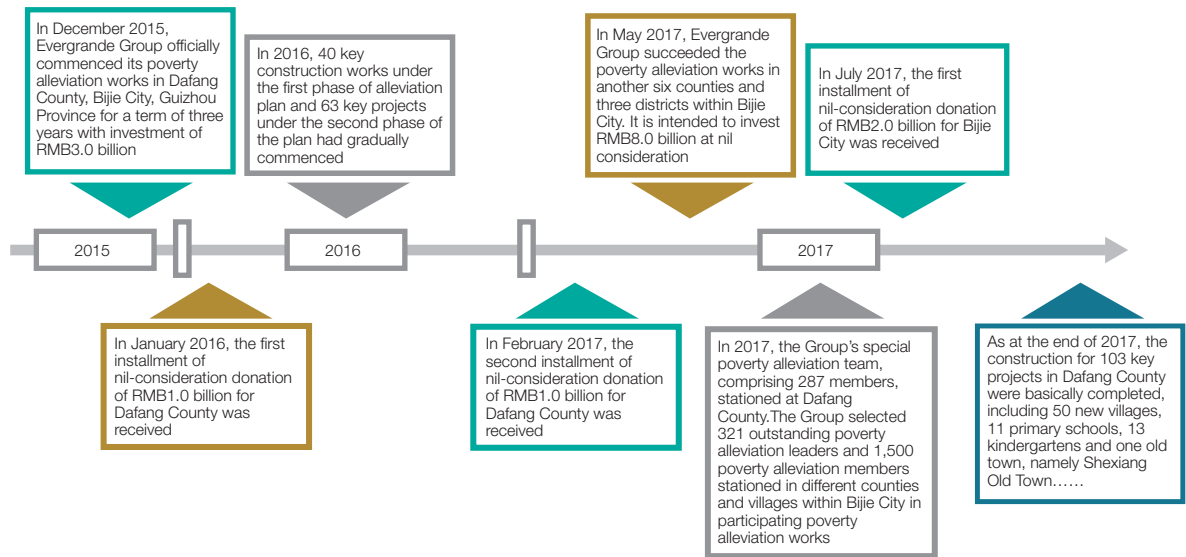 In December 2015,
Evergrande Group officially
commenced its poverty
alleviation works in Dafang
County, Bijie City, Guizhou
Province for a term of three
years with investment of
RMB3.0 billion
In 2016, 40 key
construction works under
the first phase of alleviation
plan and 63 key projects
under the second phase of
the plan had gradually
commenced
In May 2017, Evergrande
Group succeeded the
poverty alleviation works in
another six counties and
three districts within Bijie
City. It is intended to invest
RMB8.0 billion at nil
consideration
In July 2017, the first
installment of
nil-consideration donation
of RMB2.0 billion for Bijie
City was received
2015
2016
2017
In January 2016, the first
installment of
nil-consideration donation
of RMB1.0 billion for
Dafang County was
received
In February 2017, the
second installment of
nil-consideration donation
of RMB1.0 billion for
Dafang County was
received
In 2017, the Group's special
poverty alleviation team,
comprising 287 members,
stationed at Dafang
County.The Group selected
321 outstanding poverty
alleviation leaders and 1,500
poverty alleviation members
stationed in different counties
and villages within Bijie City in
participating poverty
alleviation works
As at the end of 2017, the
construction for 103 key
projects in Dafang County
were basically completed,
including 50 new villages,
11 primary schools, 13
kindergartens and one old
town, namely Shexiang
Old Town……